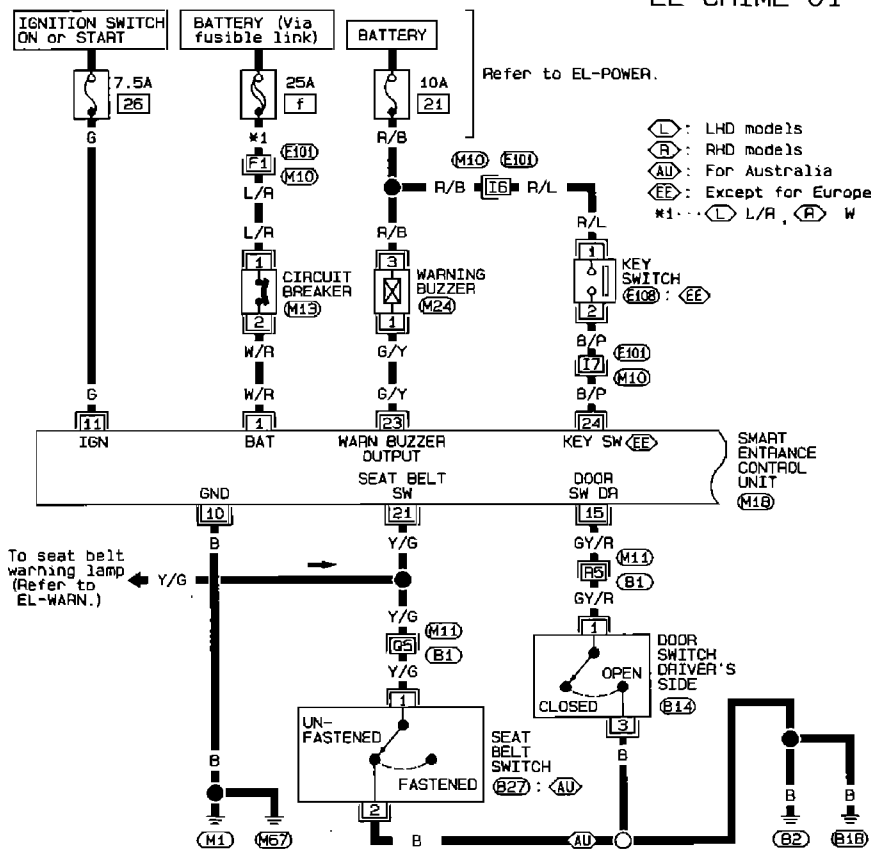 IGNITION SWITCH
ON or START
BATTERY (Via
fusible link)
BATTERY
7.5A
26
25A
f
10A
21
Refer to EL-POWER.
G
*1
R/B
F1
E101
M10
L/R
L/R
R/B
I6
M10
E101
R/L
R/L
R/B
L: LHD models
R: RHD models
AU: For Australia
EE: Except for Europe
*1··· L L/R, R W
1
CIRCUIT
BREAKER
M13
2
3
WARNING
BUZZER
M24
1
1
KEY
SWITCH
E108 : EE
2
W/R
G/Y
B/P
I7
E101
M10
G
W/R
G/Y
B/P
11
1
23
24
IGN
BAT
WARN BUZZER
OUTPUT
KEY SW EE
SMART
ENTRANCE
CONTROL
UNIT
M18
GND
SEAT BELT
SW
DOOR
SW DR
10
21
15
B
Y/G
GY/R
To seat belt
warning lamp
(Refer to
EL-WARN.)
Y/G
R5
M11
B1
GY/R
Y/G
Q5
M11
B1
Y/G
1
DOOR
SWITCH
DRIVER'S
SIDE
B14
OPEN
CLOSED
3
1
UN-
FASTENED
FASTENED
SEAT
BELT
SWITCH
B27 : AU
2
B
B
B
AU
B
B
M1
M67
B2
B18